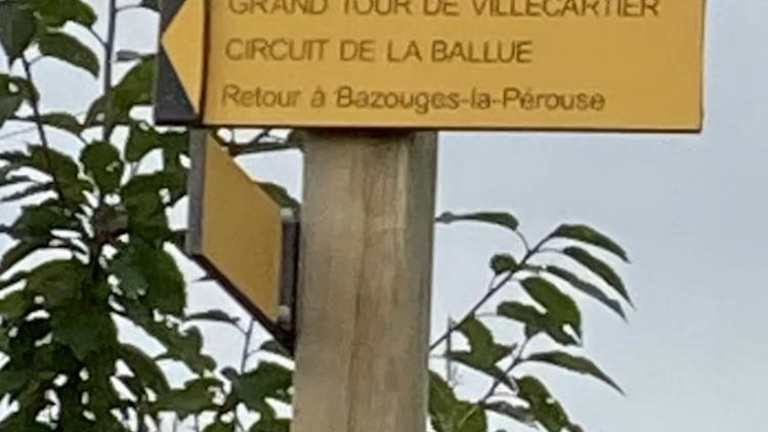 GRAND TOUR DE VILLECARTIER
CIRCUIT DE LA BALLUE
Retour à Bazouges-la-Pérouse